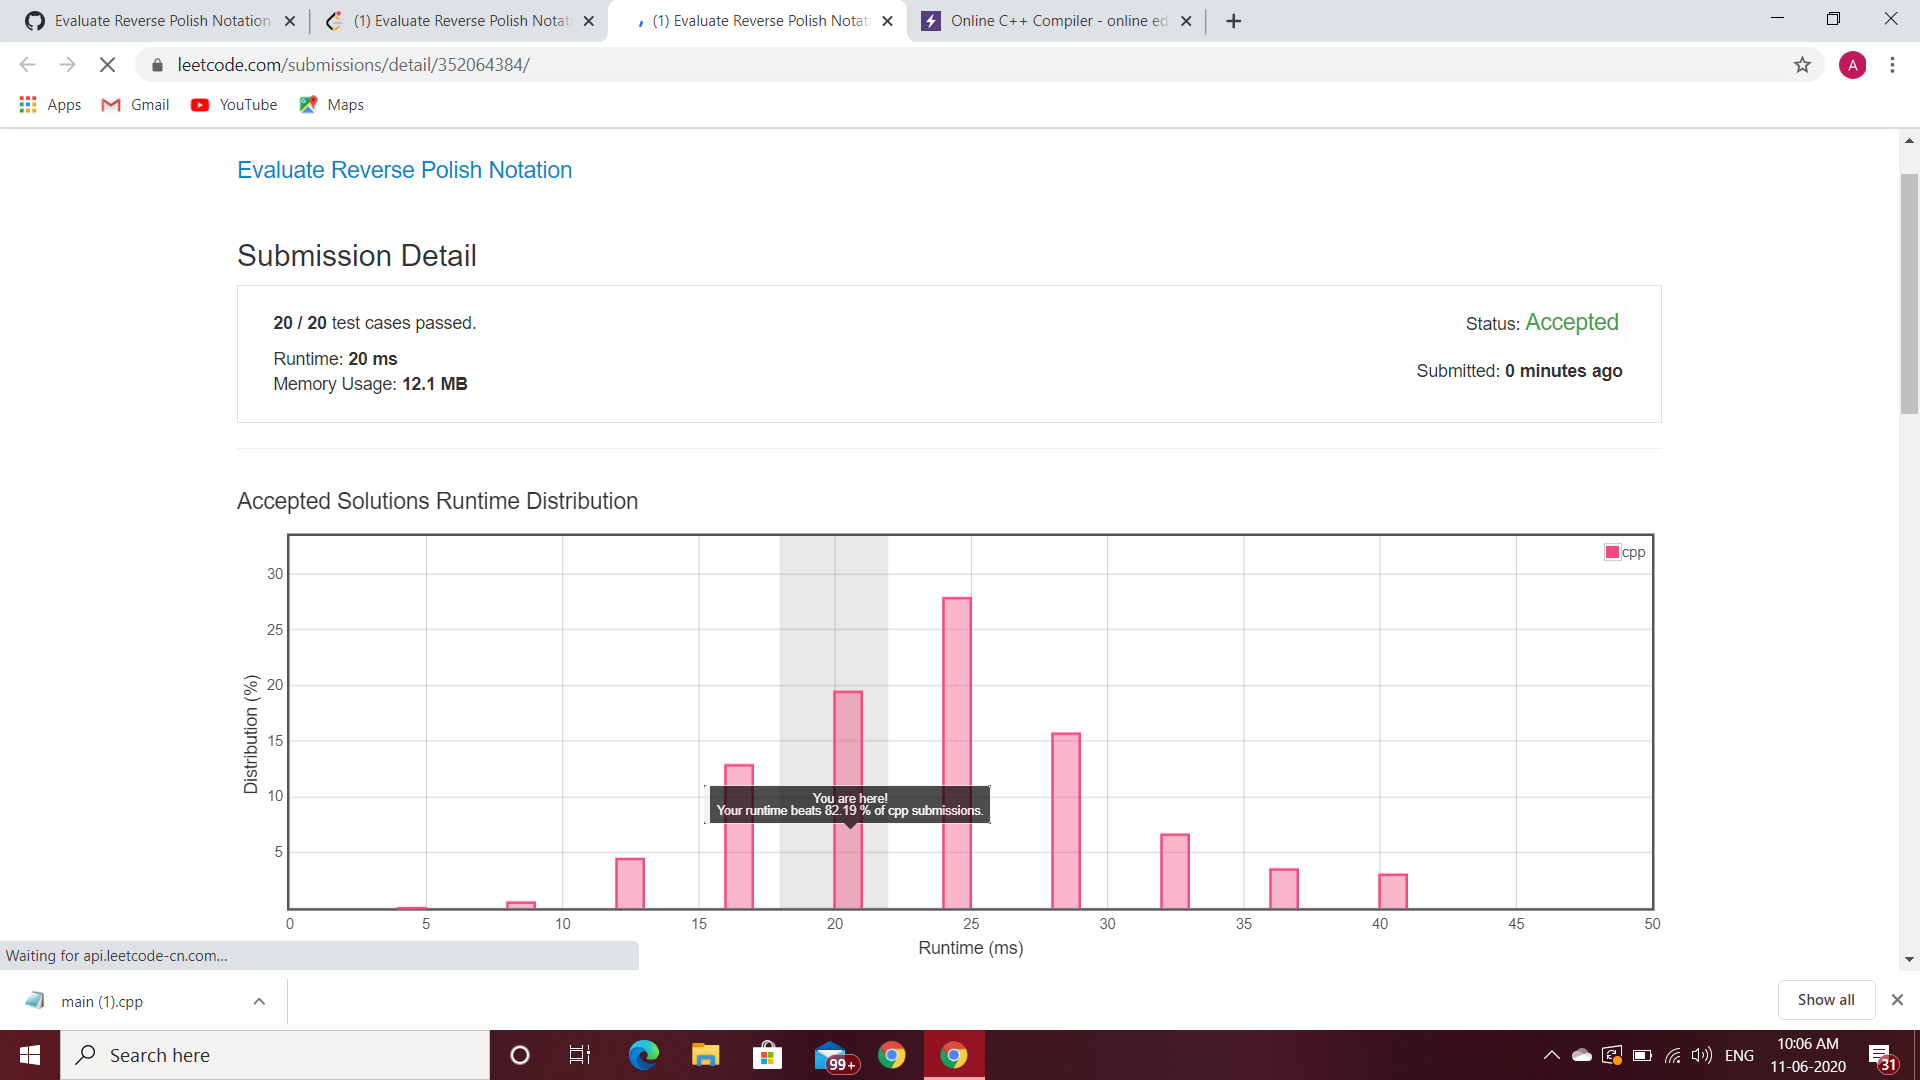 Evaluate Reverse Polish Notation
(1) Evaluate Reverse Polish Notati
(1) Evaluate Reverse Polish Notati
Online C++ Compiler - online ed
leetcode.com/submissions/detail/352064384/
A
Apps
Gmail
YouTube
Maps
Evaluate Reverse Polish Notation
Submission Detail
20 / 20 test cases passed.
Status: Accepted
Runtime: 20 ms
Submitted: 0 minutes ago
Memory Usage: 12.1 MB
Accepted Solutions Runtime Distribution
cpp
30
25
20
15
10
5
Distribution (%)
You are here!
Your runtime beats 82.19 % of cpp submissions.
0 5 10 15 20 25 30 35 40 45 50
Runtime (ms)
Waiting for api.leetcode-cn.com...
main (1).cpp
Show all
Search here
99+
ENG
10:06 AM
11-06-2020
31